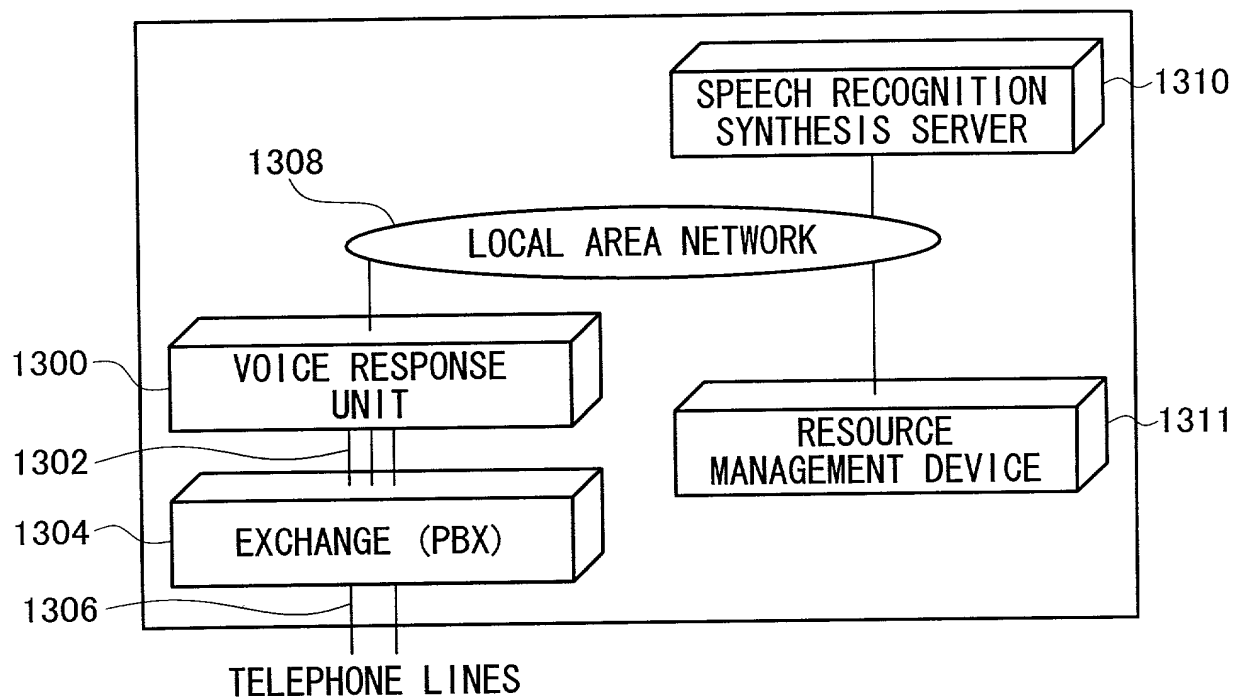 SPEECH RECOGNITION
SYNTHESIS SERVER
1310
1308
LOCAL AREA NETWORK
1300
VOICE RESPONSE
UNIT
1302
RESOURCE
MANAGEMENT DEVICE
1311
1304
EXCHANGE (PBX)
1306
TELEPHONE LINES